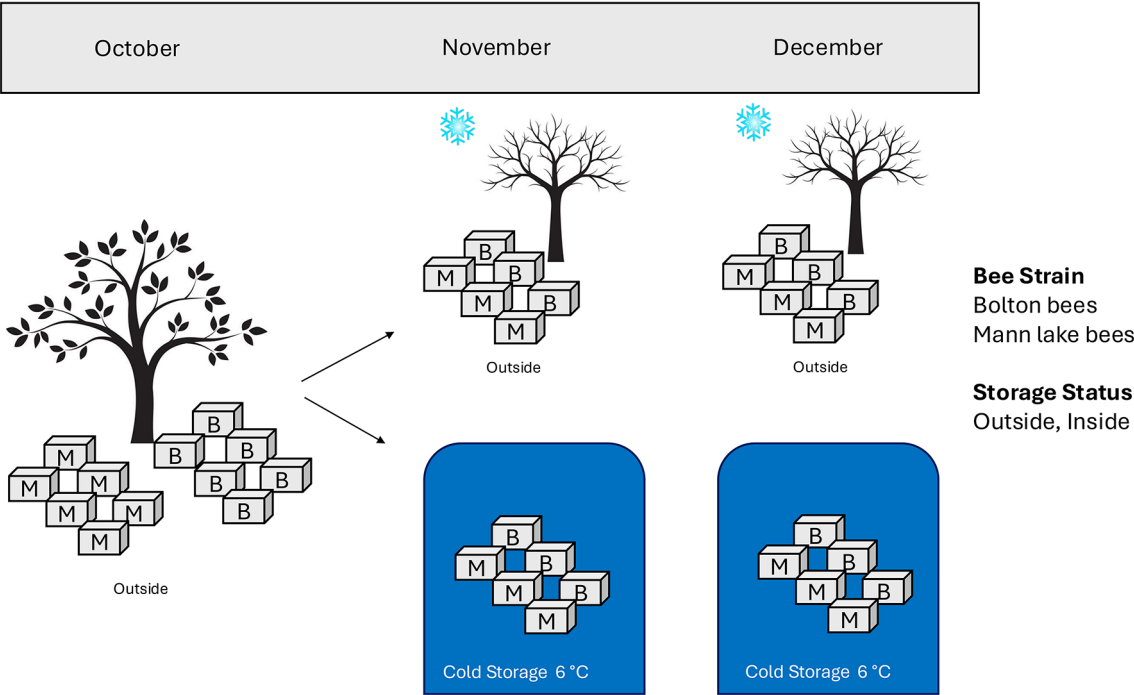 October
November
December
B
M
B
M
B
M
Outside
B
M
B
M
B
M
Outside
Bee Strain
Bolton bees
Mann lake bees
Storage Status
Outside, Inside
B
B
B
B
B
B
M
M
M
M
M
M
Outside
B
M
B
M
B
M
Cold Storage 6 °C
B
M
B
M
B
M
Cold Storage 6 °C